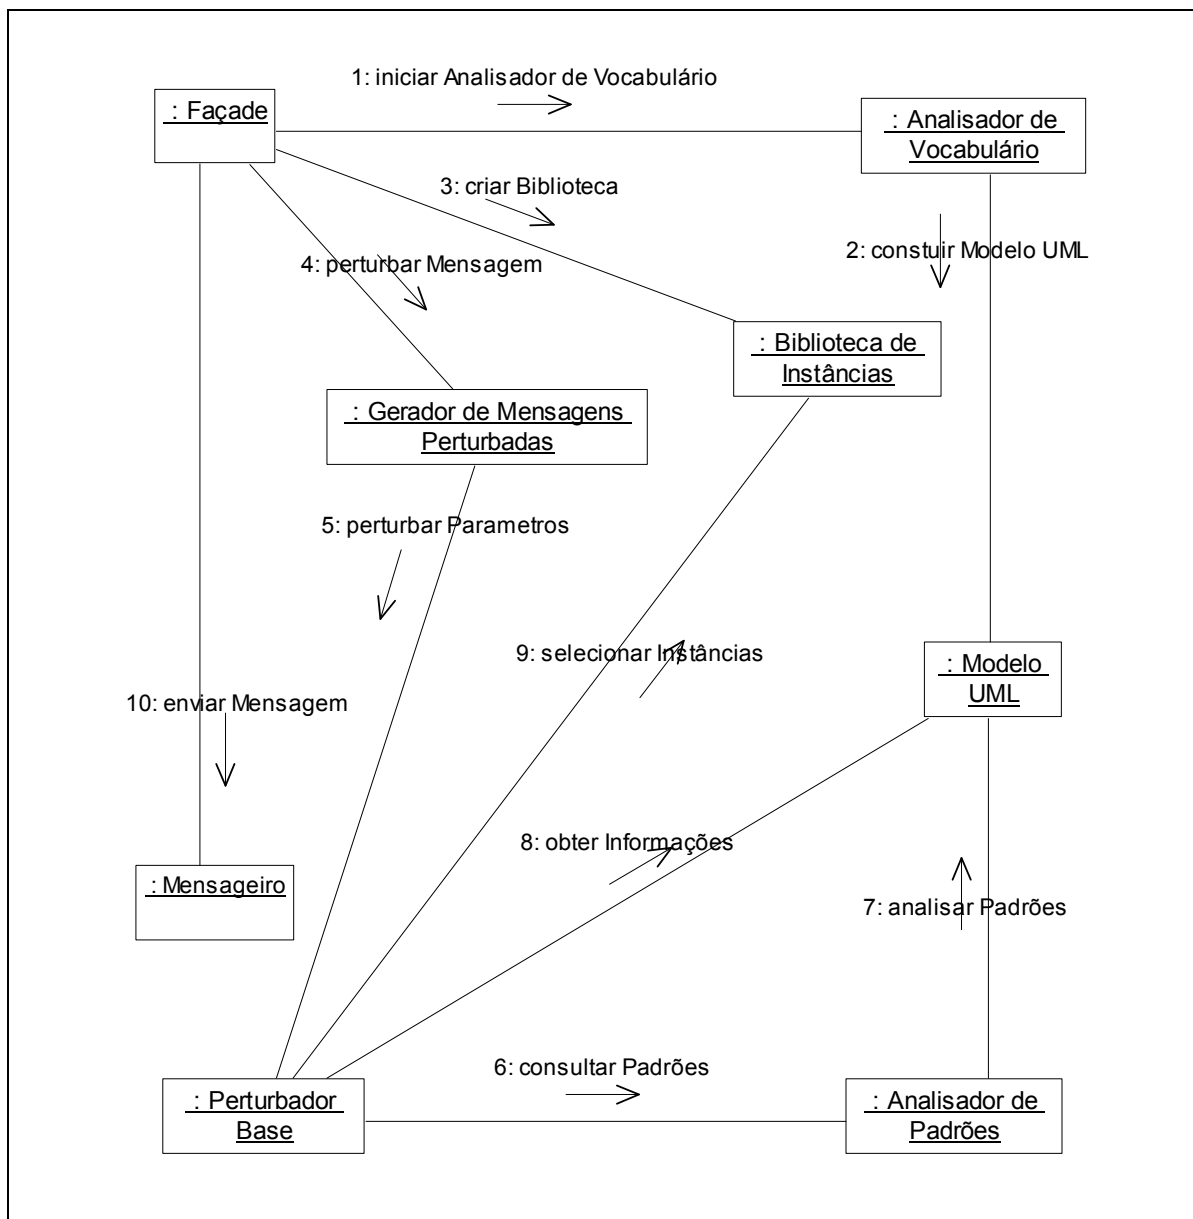 1: iniciar Analisador de Vocabulário
: Façade
: Analisador de
Vocabulário
3: criar Biblioteca
2: constuir Modelo UML
4: perturbar Mensagem
: Biblioteca de
Instâncias
: Gerador de Mensagens
Perturbadas
5: perturbar Parametros
9: selecionar Instâncias
: Modelo
UML
10: enviar Mensagem
8: obter Informações
: Mensageiro
7: analisar Padrões
6: consultar Padrões
: Perturbador
Base
: Analisador de
Padrões